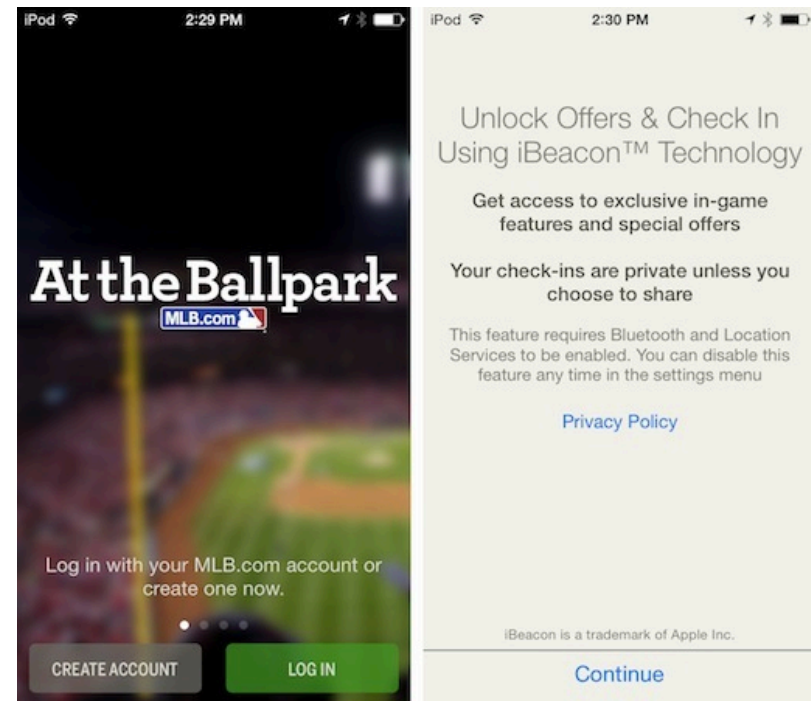 iPod 2:29 PM
At the Ballpark
MLB.com
Log in with your MLB.com account or
create one now.
CREATE ACCOUNT LOG IN
iPod 2:30 PM
Unlock Offers & Check In
Using iBeacon™ Technology
Get access to exclusive in-game
features and special offers
Your check-ins are private unless you
choose to share
This feature requires Bluetooth and Location
Services to be enabled. You can disable this
feature any time in the settings menu
Privacy Policy
iBeacon is a trademark of Apple Inc.
Continue